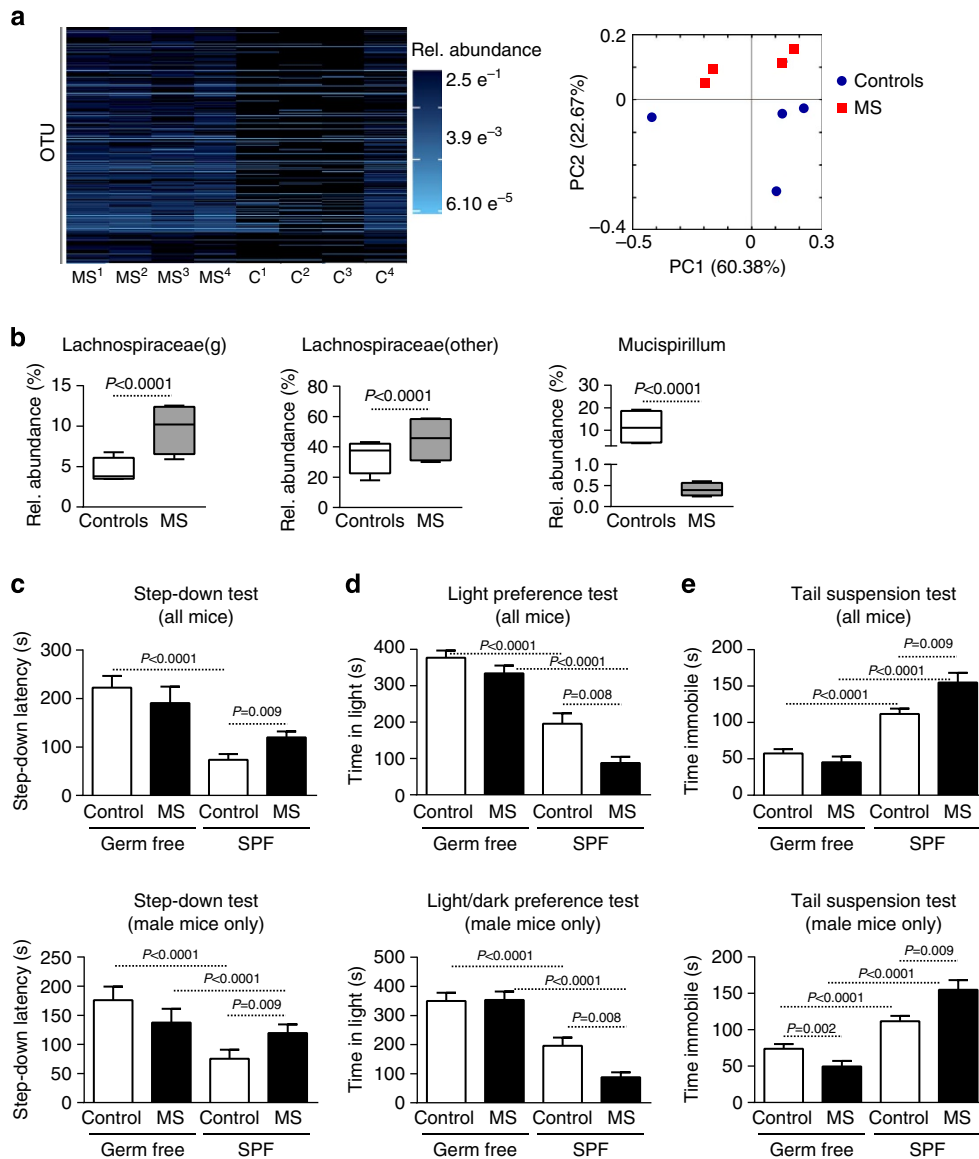 a
Rel. abundance
2.5 e⁻¹
3.9 e⁻³
6.10 e⁻⁵
OTU
MS¹ MS² MS³ MS⁴ C¹ C² C³ C⁴
0.2
0
–0.4
PC2 (22.67%)
–0.5 0 0.3
PC1 (60.38%)
Controls
MS
b
Lachnospiraceae(g)
Rel. abundance (%)
15
10
5
0
P<0.0001
Controls MS
Lachnospiraceae(other)
Rel. abundance (%)
80
60
40
20
0
P<0.0001
Controls MS
Mucispirillum
Rel. abundance (%)
30
20
10
1.0
0.5
0.0
P<0.0001
Controls MS
c
Step-down test
(all mice)
Step-down latency (s)
300
200
100
0
P<0.0001
P=0.009
Control MS Control MS
Germ free SPF
d
Light preference test
(all mice)
Time in light (s)
400
300
200
100
0
P<0.0001
P<0.0001
P=0.008
Control MS Control MS
Germ free SPF
e
Tail suspension test
(all mice)
Time immobile (s)
200
150
100
50
0
P=0.009
P<0.0001
P<0.0001
Control MS Control MS
Germ free SPF
Step-down test
(male mice only)
Step-down latency (s)
250
200
150
100
50
0
P<0.0001
P<0.0001
P=0.009
Control MS Control MS
Germ free SPF
Light/dark preference test
(male mice only)
Time in light (s)
500
400
300
200
100
0
P<0.0001
P<0.0001
P=0.008
Control MS Control MS
Germ free SPF
Tail suspension test
(male mice only)
Time immobile (s)
200
150
100
50
0
P=0.009
P<0.0001
P<0.0001
P=0.002
Control MS Control MS
Germ free SPF